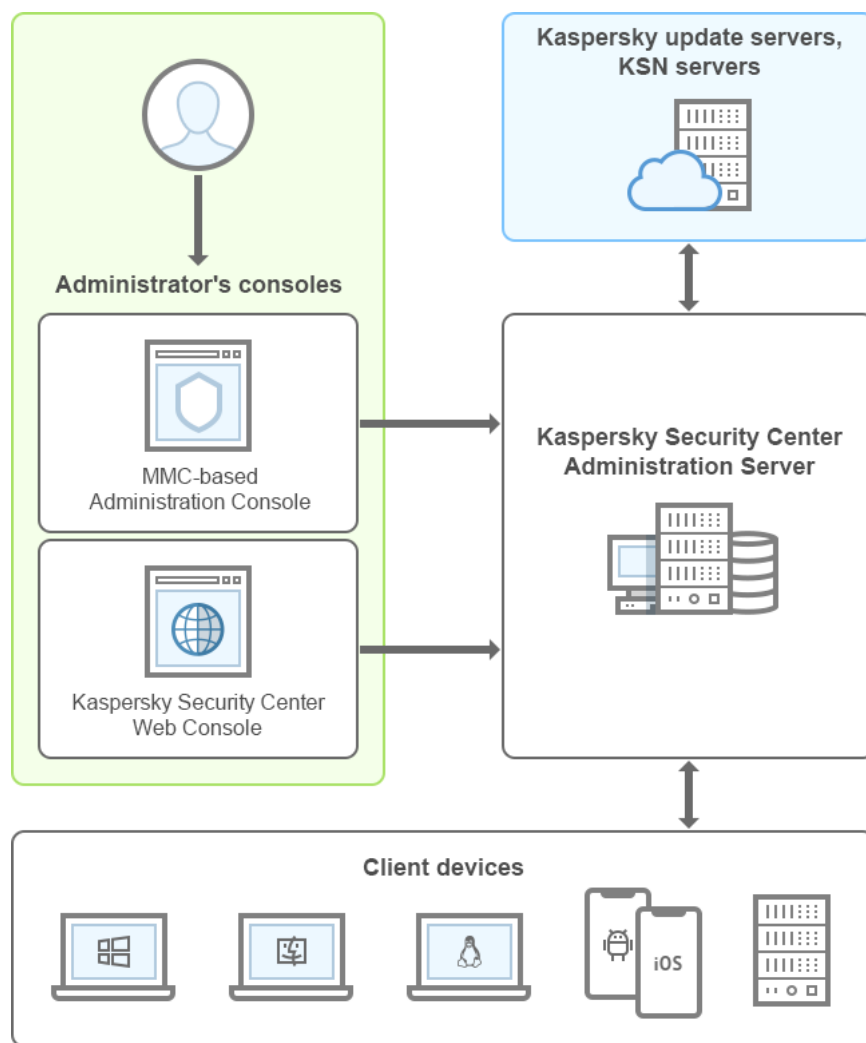 Kaspersky update servers,
KSN servers
Administrator's consoles
MMC-based
Administration Console
Kaspersky Security Center
Web Console
Kaspersky Security Center
Administration Server
Client devices
iOS